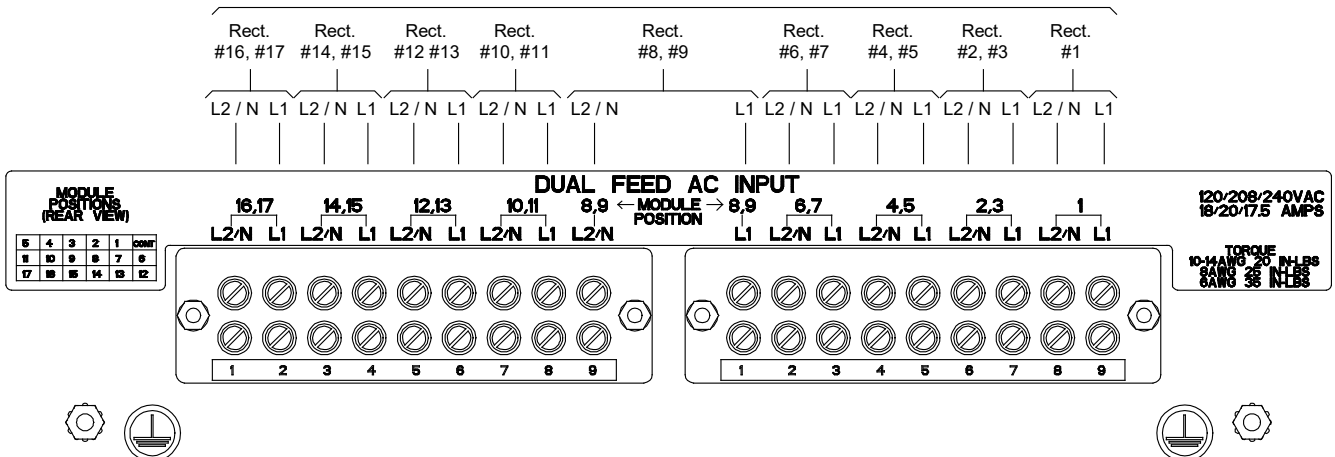 Rect. Rect. Rect. Rect. Rect. Rect. Rect. Rect. Rect.
#16, #17 #14, #15 #12 #13 #10, #11 #8, #9 #6, #7 #4, #5 #2, #3 #1
L2 / N L1 L2 / N L1 L2 / N L1 L2 / N L1 L2 / N L1 L2 / N L1 L2 / N L1 L2 / N L1 L2 / N L1
DUAL FEED AC INPUT
MODULE
POSITIONS
(REAR VIEW)
5 4 3 2 1 CONT
11 10 9 8 7 6
17 16 15 14 13 12
16,17 14,15 12,13 10,11 8,9 ← MODULE → 8,9 6,7 4,5 2,3 1
POSITION
L2/N L1 L2/N L1 L2/N L1 L2/N L1 L2/N L1 L2/N L1 L2/N L1 L2/N L1 L2/N L1
120/208/240VAC
18/20/17.5 AMPS
TORQUE
10-14AWG 20 IN-LBS
8AWG 25 IN-LBS
6AWG 35 IN-LBS
1 2 3 4 5 6 7 8 9 1 2 3 4 5 6 7 8 9